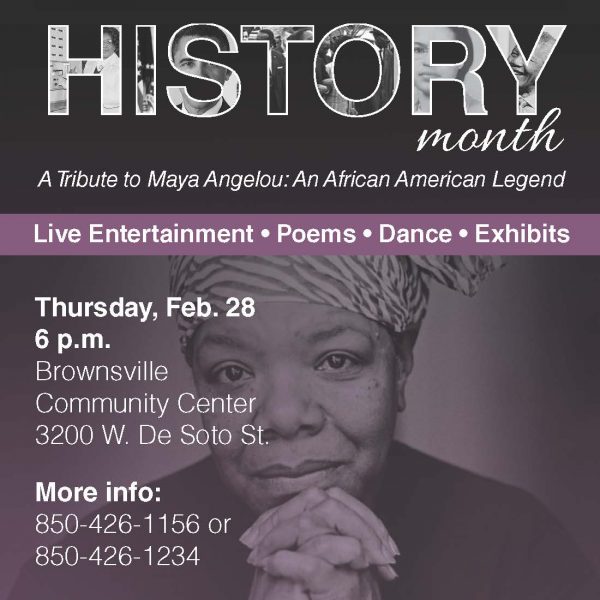 HISTORY
month
A Tribute to Maya Angelou: An African American Legend
Live Entertainment • Poems • Dance • Exhibits
Thursday, Feb. 28
6 p.m.
Brownsville
Community Center
3200 W. De Soto St.
More info:
850-426-1156 or
850-426-1234